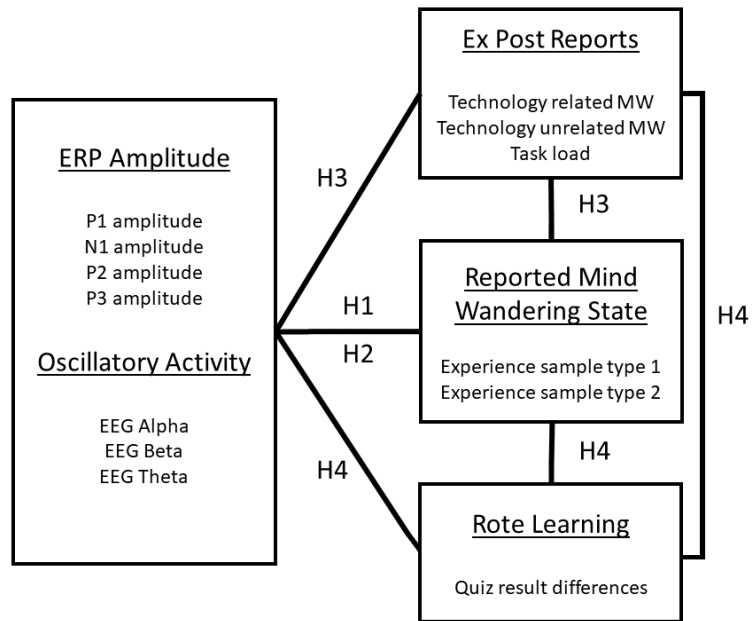 ERP Amplitude
P1 amplitude
N1 amplitude
P2 amplitude
P3 amplitude
Oscillatory Activity
EEG Alpha
EEG Beta
EEG Theta
H3
H1
H2
H4
Ex Post Reports
Technology related MW
Technology unrelated MW
Task load
H3
Reported Mind
Wandering State
Experience sample type 1
Experience sample type 2
H4
Rote Learning
Quiz result differences
H4